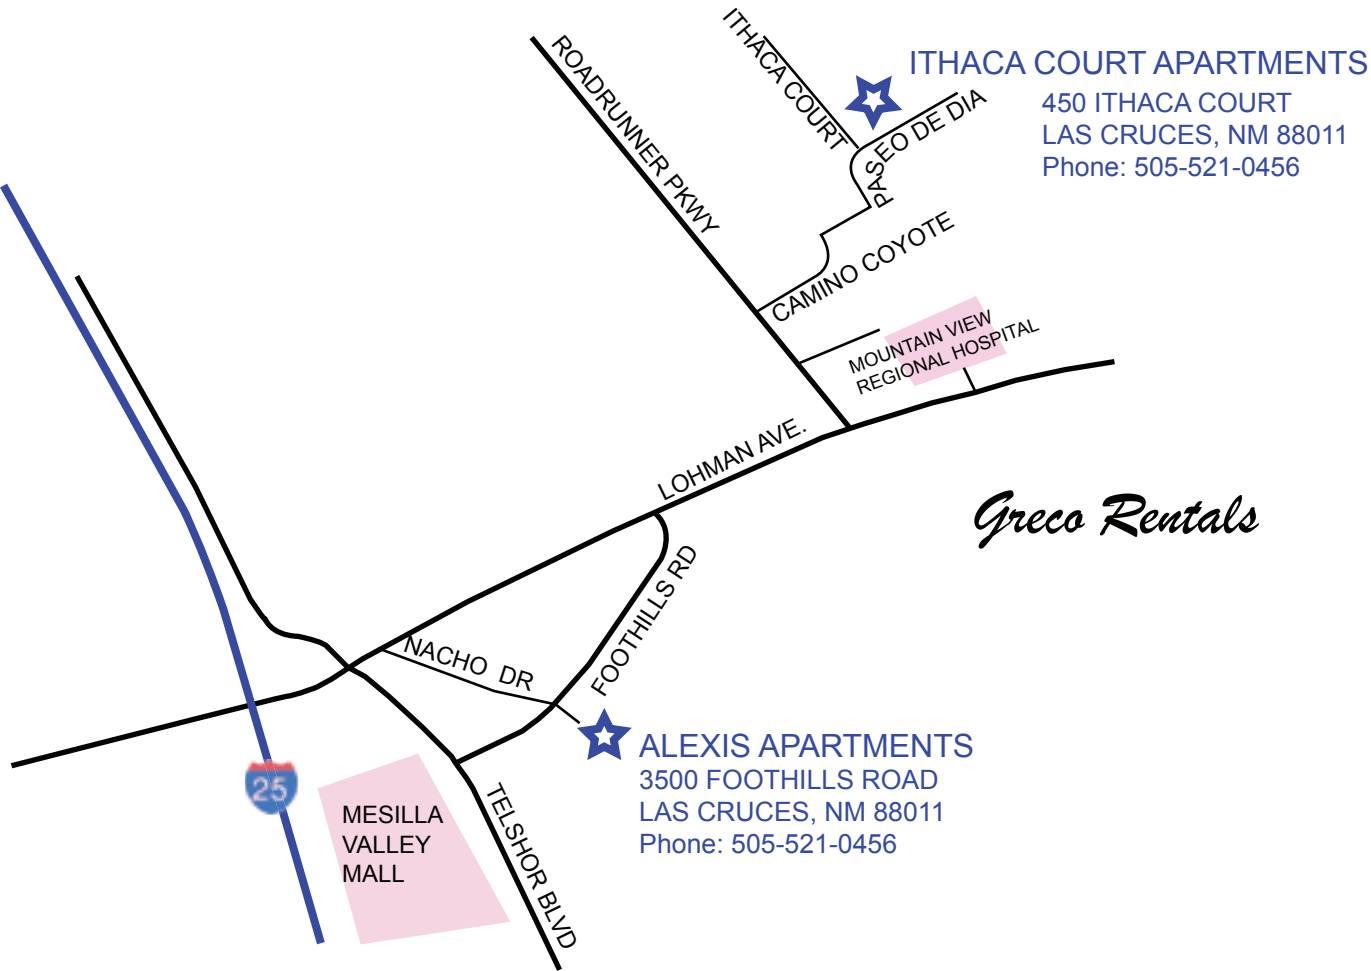 ITHACA COURT
ROADRUNNER PKWY
ITHACA COURT APARTMENTS
450 ITHACA COURT
LAS CRUCES, NM 88011
Phone: 505-521-0456
PASEO DE DIA
CAMINO COYOTE
MOUNTAIN VIEW
REGIONAL HOSPITAL
LOHMAN AVE.
Greco Rentals
FOOTHILLS RD
NACHO DR
ALEXIS APARTMENTS
3500 FOOTHILLS ROAD
LAS CRUCES, NM 88011
Phone: 505-521-0456
25
MESILLA
VALLEY
MALL
TELSHOR BLVD